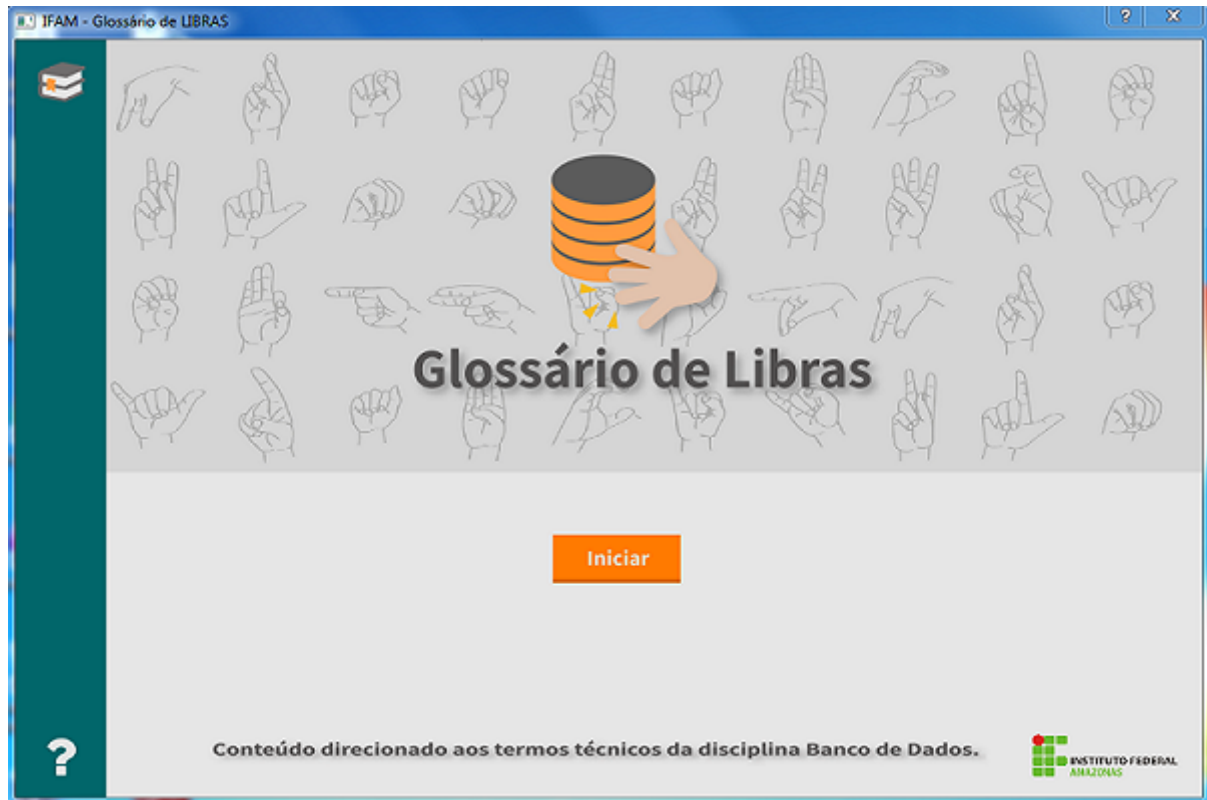 IFAM - Glossário de LIBRAS
Glossário de Libras
Iniciar
Conteúdo direcionado aos termos técnicos da disciplina Banco de Dados.
INSTITUTO FEDERAL
AMAZONAS